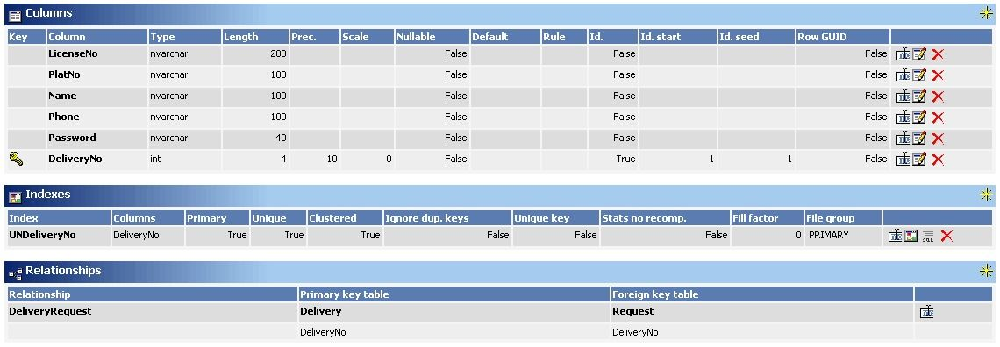 Columns
Key Column Type Length Prec. Scale Nullable Default Rule Id. Id. start Id. seed Row GUID
LicenseNo nvarchar 200 False False False
PlatNo nvarchar 100 False False False
Name nvarchar 100 False False False
Phone nvarchar 100 False False False
Password nvarchar 40 False False False
DeliveryNo int 4 10 0 False True 1 1 False
Indexes
Index Columns Primary Unique Clustered Ignore dup. keys Unique key Stats no recomp. Fill factor File group
UNDeliveryNo DeliveryNo True True True False False False 0 PRIMARY
Relationships
Relationship Primary key table Foreign key table
DeliveryRequest Delivery Request
DeliveryNo DeliveryNo